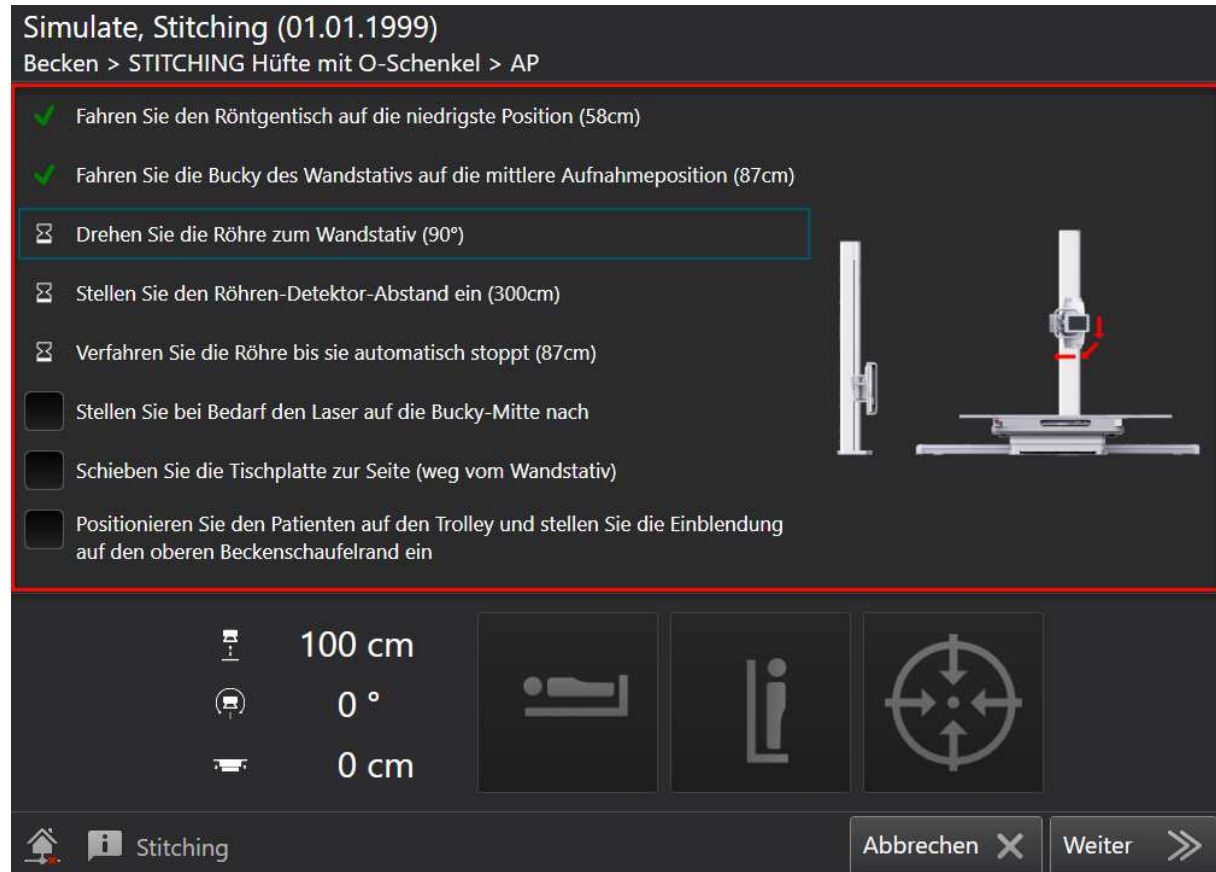 Simulate, Stitching (01.01.1999)
Becken > STITCHING Hüfte mit O-Schenkel > AP
Fahren Sie den Röntgentisch auf die niedrigste Position (58cm)
Fahren Sie die Bucky des Wandstativs auf die mittlere Aufnahmeposition (87cm)
Drehen Sie die Röhre zum Wandstativ (90°)
Stellen Sie den Röhren-Detektor-Abstand ein (300cm)
Verfahren Sie die Röhre bis sie automatisch stoppt (87cm)
Stellen Sie bei Bedarf den Laser auf die Bucky-Mitte nach
Schieben Sie die Tischplatte zur Seite (weg vom Wandstativ)
Positionieren Sie den Patienten auf den Trolley und stellen Sie die Einblendung
auf den oberen Beckenschaufelrand ein
100 cm
0 °
0 cm
Stitching
Abbrechen
Weiter